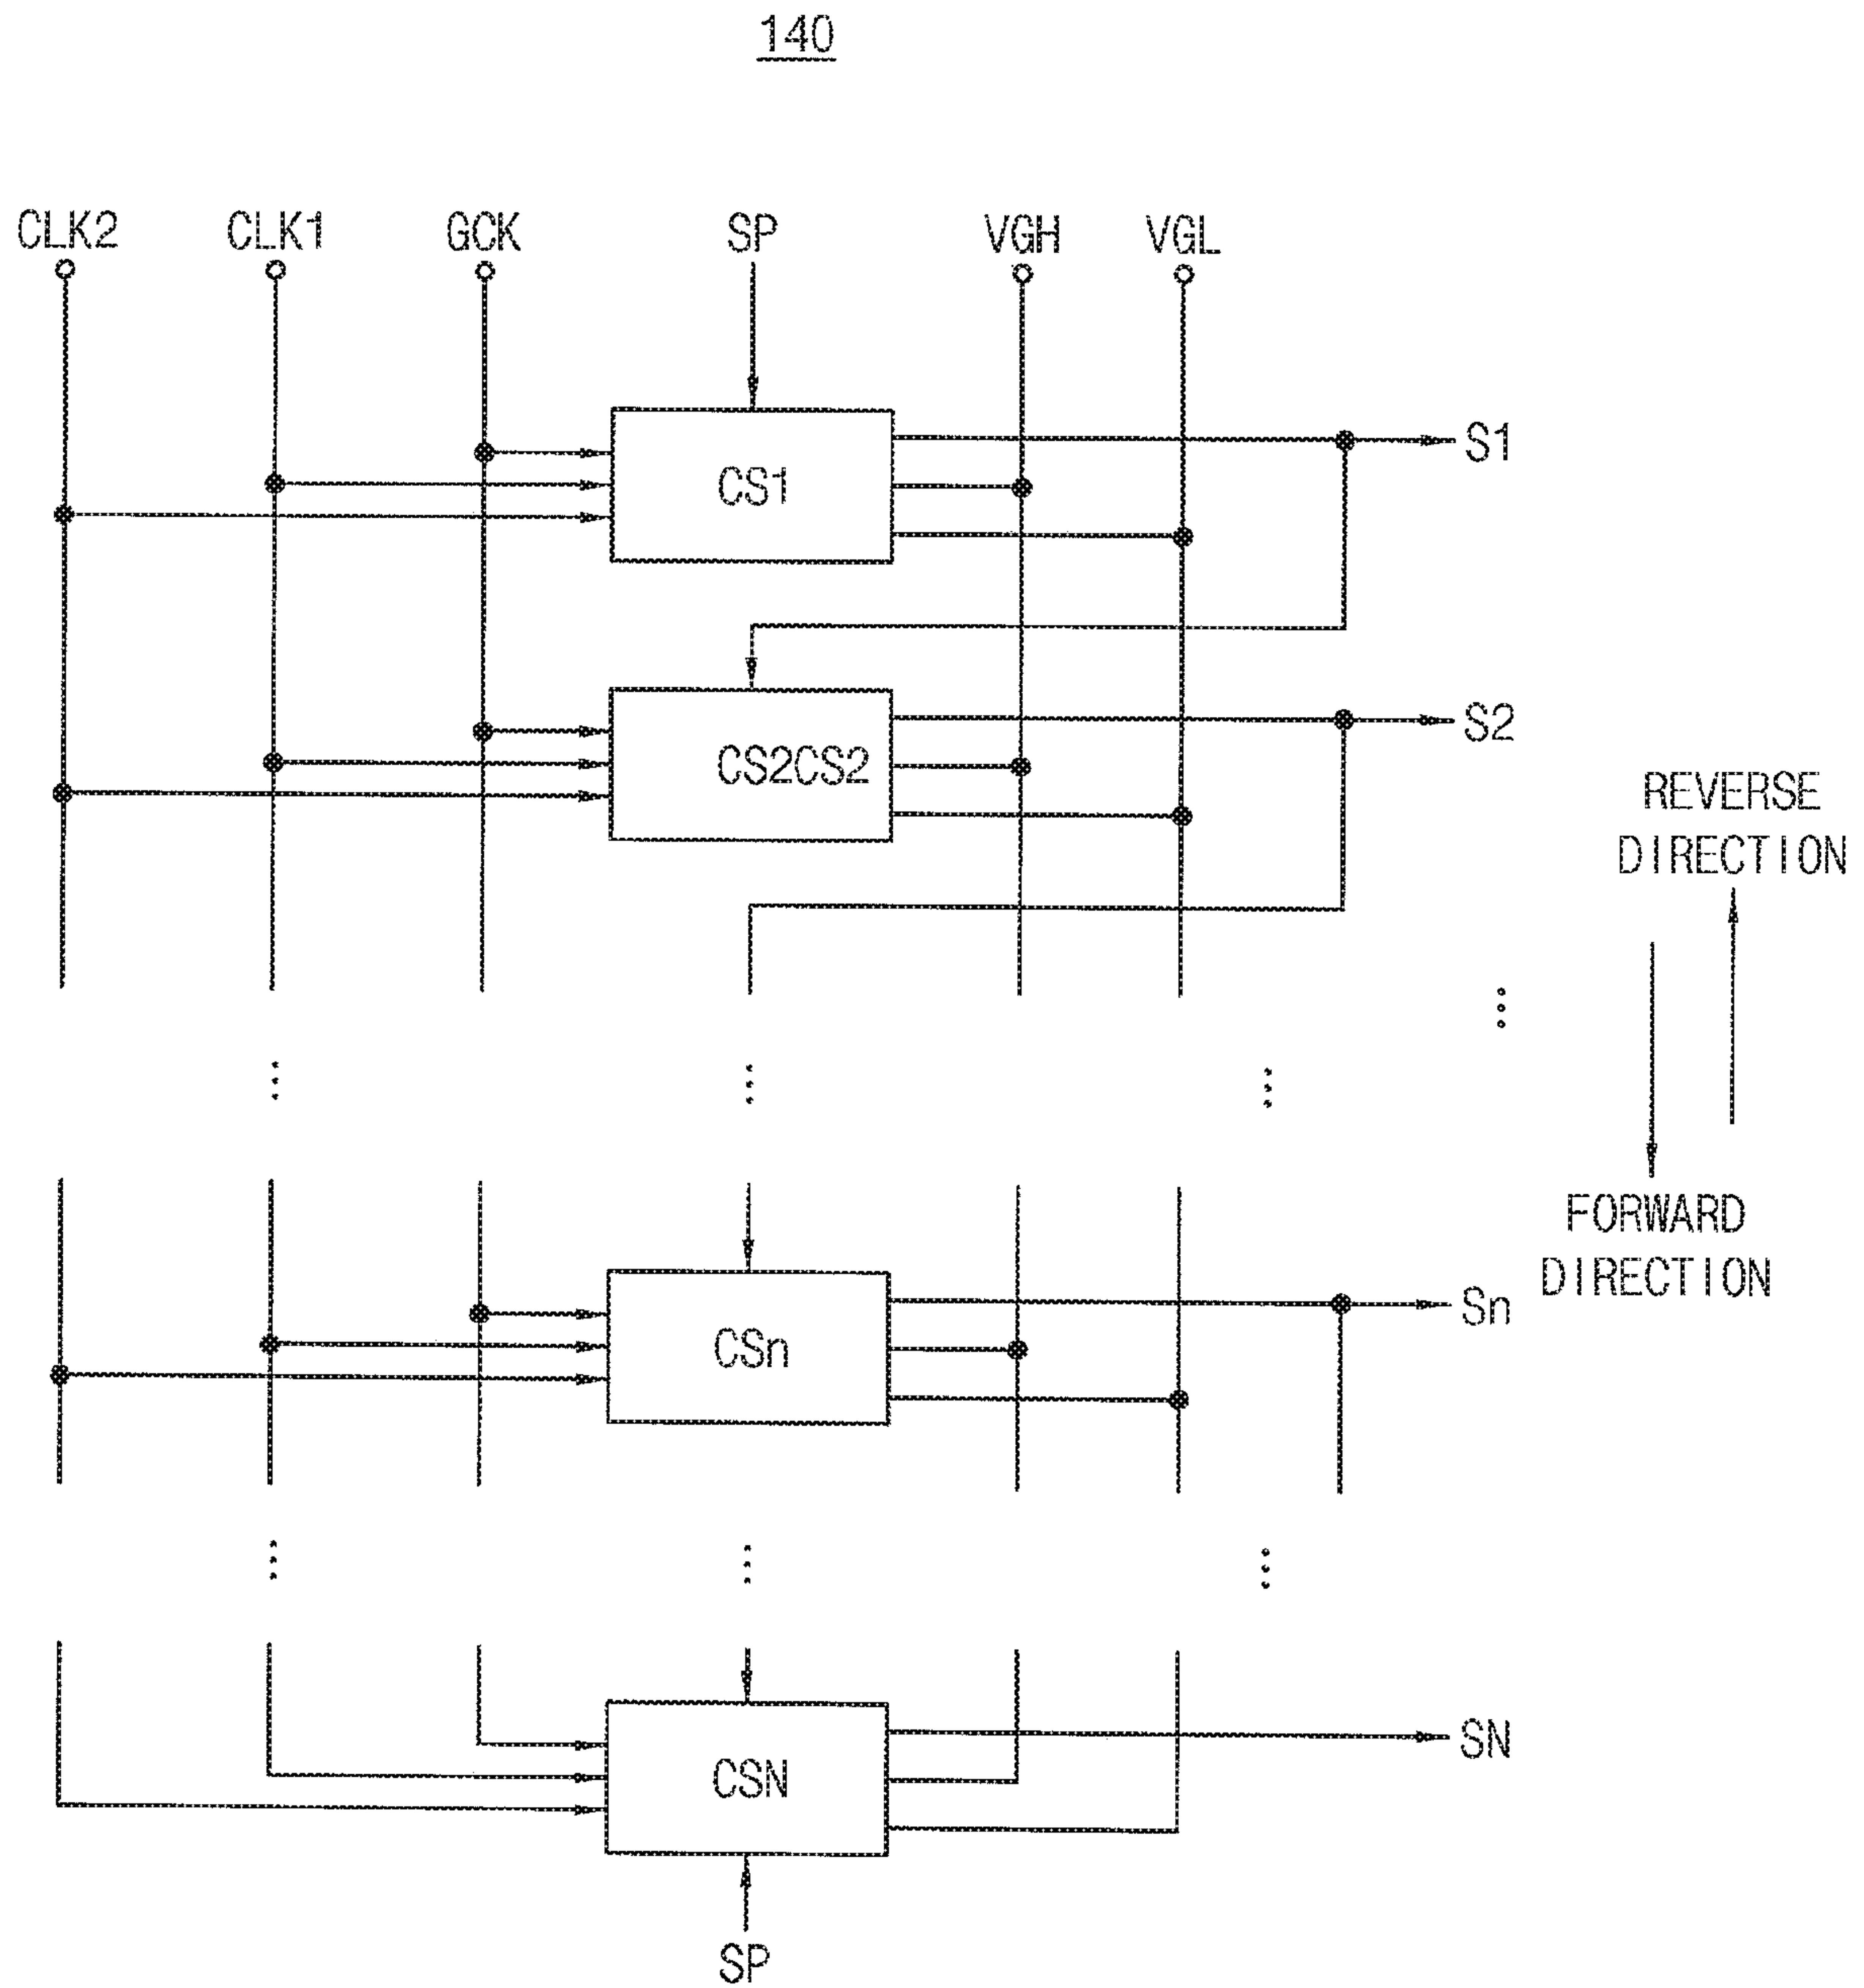 140
CLK2 CLK1 GCK SP VGH VGL
CS1
S1
CS2CS2
S2
REVERSE
DIRECTION
FORWARD
DIRECTION
CSn
Sn
CSN
SN
SP